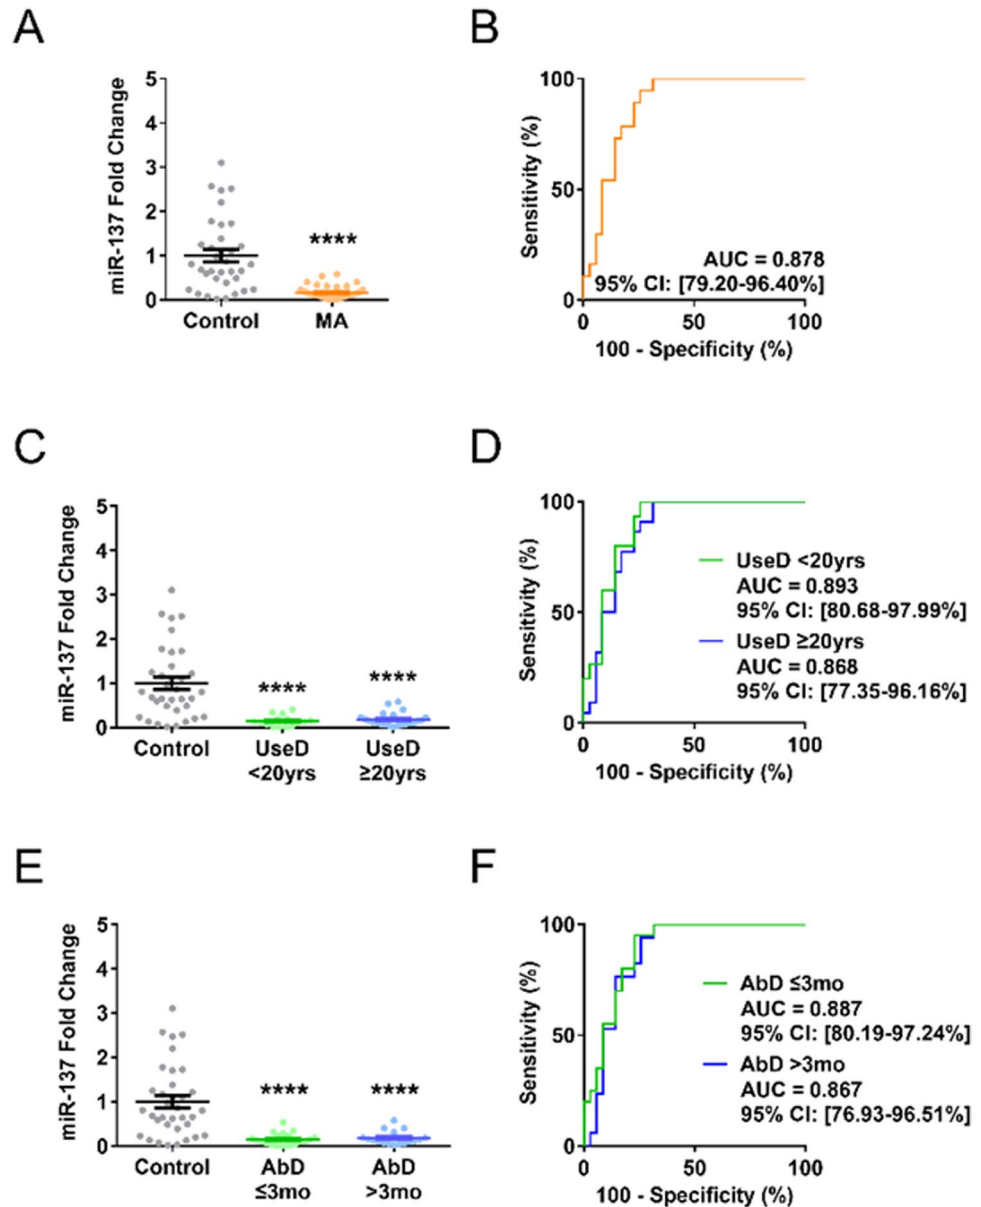 A
miR-137 Fold Change
5
4
3
2
1
0
****
Control
MA
B
Sensitivity (%)
100
50
0
AUC = 0.878
95% CI: [79.20-96.40%]
0
50
100
100 - Specificity (%)
C
miR-137 Fold Change
5
4
3
2
1
0
****
****
Control
UseD
<20yrs
UseD
≥20yrs
D
Sensitivity (%)
100
50
0
UseD <20yrs
AUC = 0.893
95% CI: [80.68-97.99%]
UseD ≥20yrs
AUC = 0.868
95% CI: [77.35-96.16%]
0
50
100
100 - Specificity (%)
E
miR-137 Fold Change
5
4
3
2
1
0
****
****
Control
AbD
≤3mo
AbD
>3mo
F
Sensitivity (%)
100
50
0
AbD ≤3mo
AUC = 0.887
95% CI: [80.19-97.24%]
AbD >3mo
AUC = 0.867
95% CI: [76.93-96.51%]
0
50
100
100 - Specificity (%)